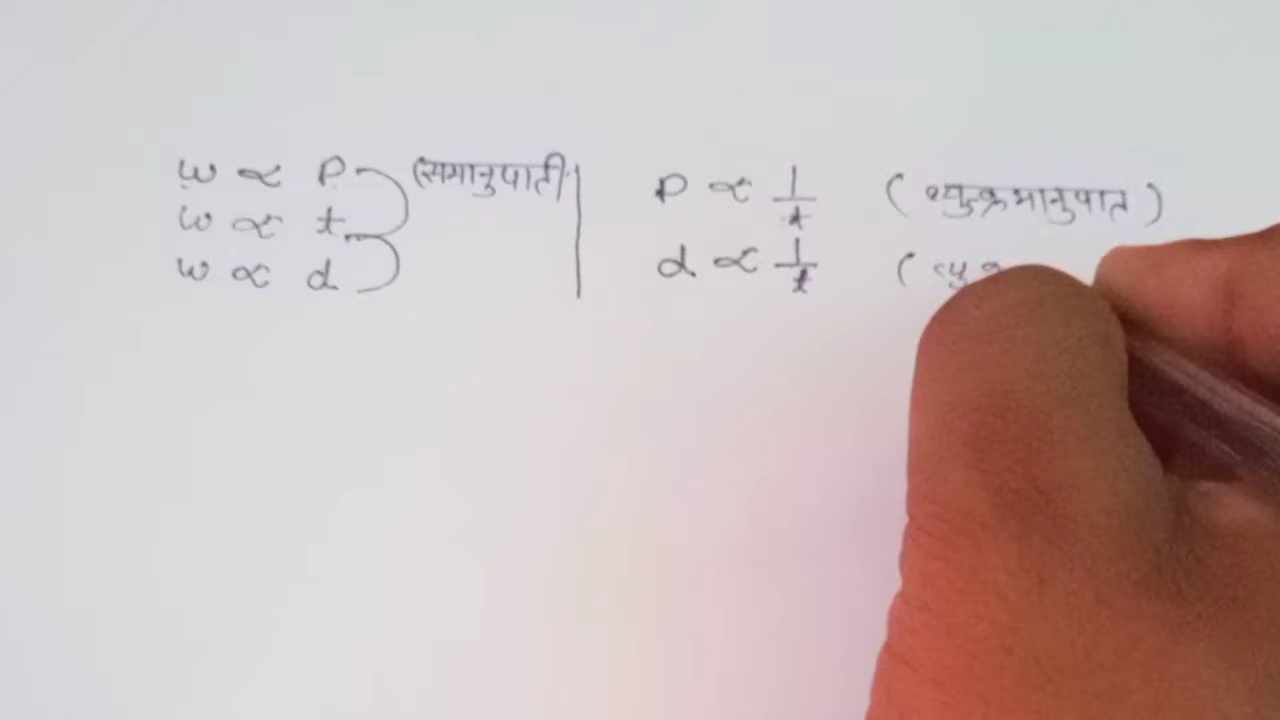 w ∝ P (समानुपाती
w ∝ t
w ∝ d
P ∝ 1/t (व्युत्क्रमानुपात)
d ∝ 1/t (